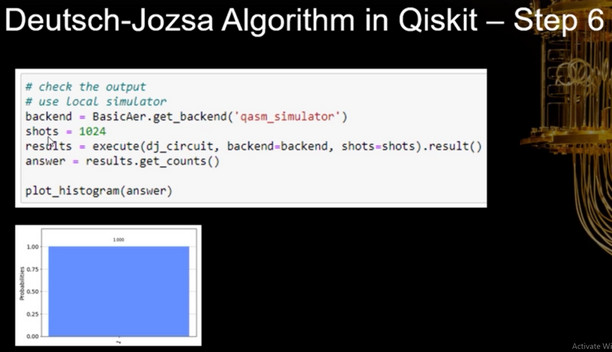 Deutsch-Jozsa Algorithm in Qiskit – Step 6
# check the output
# use local simulator
backend = BasicAer.get_backend('qasm_simulator')
shots = 1024
results = execute(dj_circuit, backend=backend, shots=shots).result()
answer = results.get_counts()
plot_histogram(answer)
1.000
1.00
0.75
0.50
0.25
0.00
Probabilities
Activate Wi